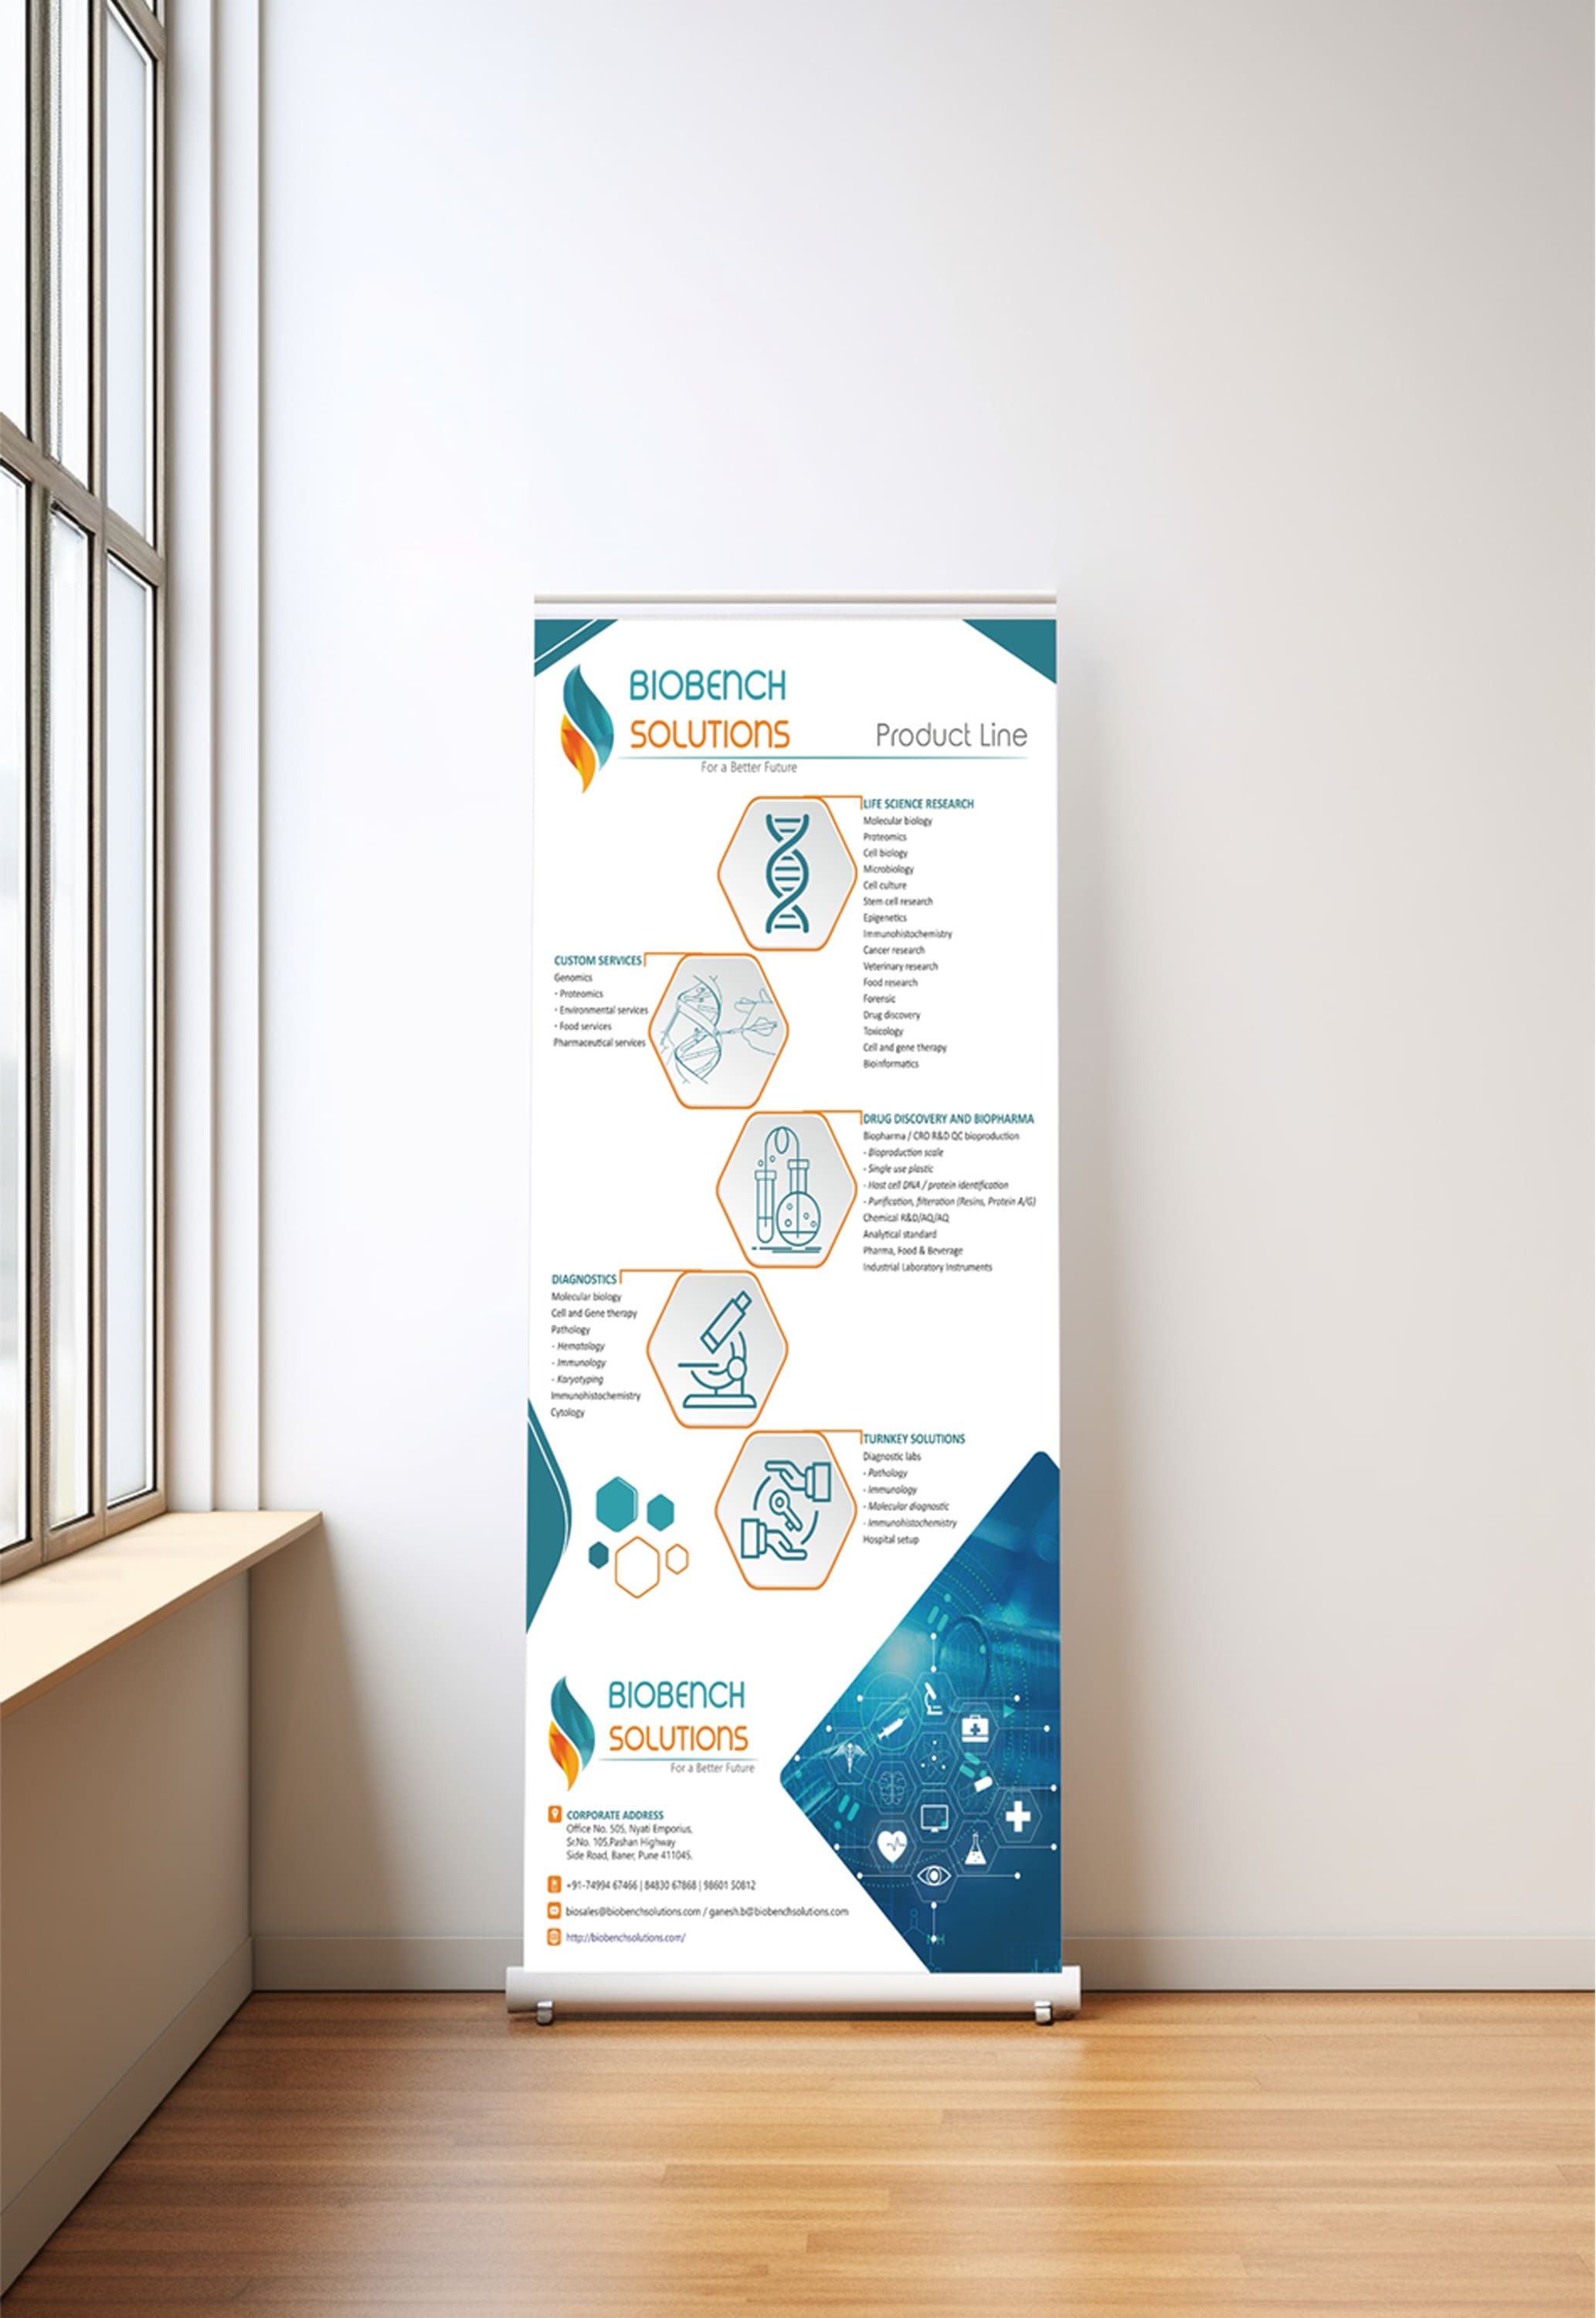 BIOBENCH
SOLUTIONS
For a Better Future
Product Line
LIFE SCIENCE RESEARCH
Molecular biology
Proteomics
Cell biology
Microbiology
Cell culture
Stem cell research
Epigenetics
Immunohistochemistry
Cancer research
Veterinary research
Food research
Forensic
Drug discovery
Toxicology
Cell and gene therapy
Bioinformatics
CUSTOM SERVICES
Genomics
- Proteomics
- Environmental services
- Food services
Pharmaceutical services
DRUG DISCOVERY AND BIOPHARMA
Biopharma / CRO R&D QC bioproduction
- Bioproduction scale
- Single use plastic
- Host cell DNA / protein identification
- Purification, filteration (Resins, Protein A/G)
Chemical R&D/AQ/AQ
Analytical standard
Pharma, Food & Beverage
Industrial Laboratory Instruments
DIAGNOSTICS
Molecular biology
Cell and Gene therapy
Pathology
- Hematology
- Immunology
- Karyotyping
Immunohistochemistry
Cytology
TURNKEY SOLUTIONS
Diagnostic labs
- Pathology
- Immunology
- Molecular diagnostic
- Immunohistochemistry
Hospital setup
BIOBENCH
SOLUTIONS
For a Better Future
CORPORATE ADDRESS
Office No. 505, Nyati Emporius,
Sr.No. 105,Pashan Highway
Side Road, Baner, Pune 411045.
+91-74994 67466 | 84830 67868 | 98601 50812
biosales@biobenchsolutions.com / ganesh.b@biobenchsolutions.com
http://biobenchsolutions.com/